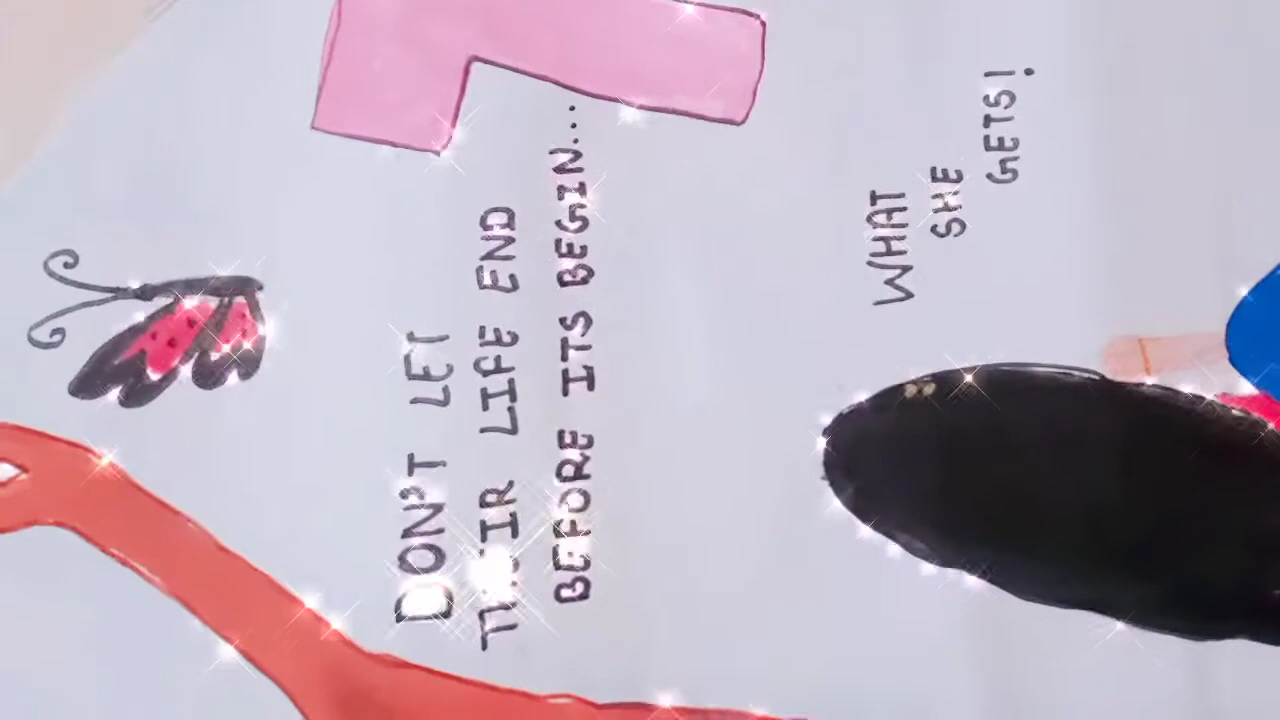 DON'T LET
THEIR LIFE END
BEFORE ITS BEGIN...
WHAT
SHE
GETS!